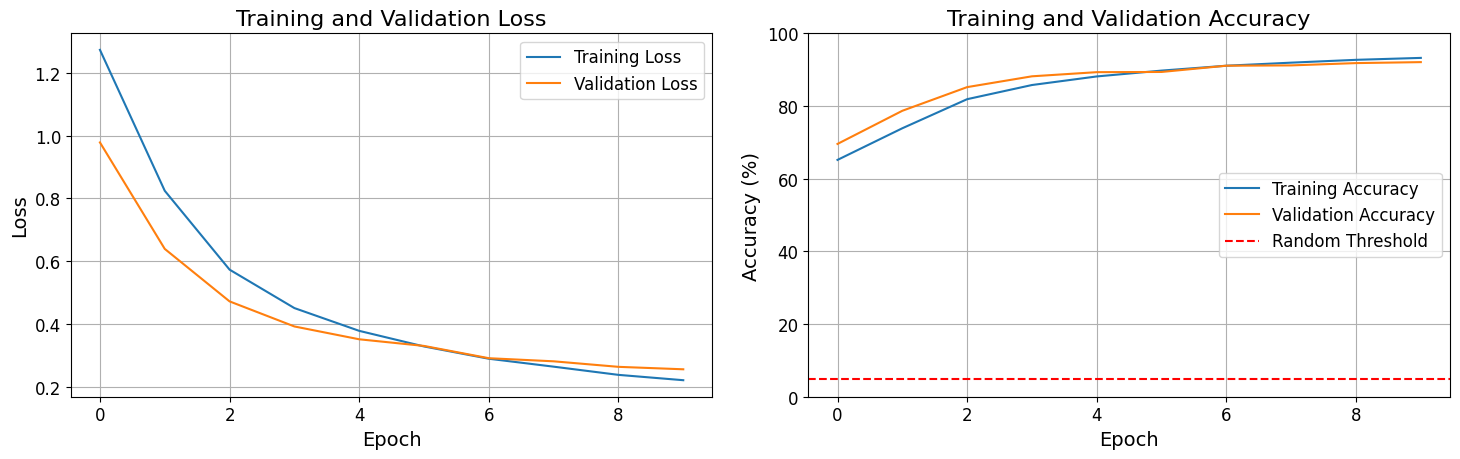 Training and Validation Loss
Training Loss
Validation Loss
1.2
1.0
0.8
0.6
0.4
0.2
Loss
0 2 4 6 8
Epoch
Training and Validation Accuracy
100
80
60
40
20
0
Accuracy (%)
Training Accuracy
Validation Accuracy
Random Threshold
0 2 4 6 8
Epoch